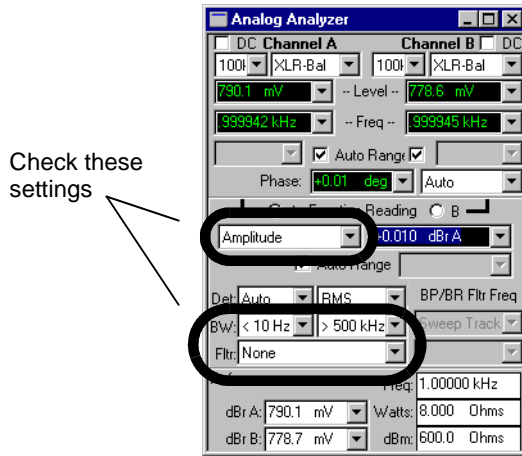 Analog Analyzer
DC Channel A Channel B DC
XLR-Bal XLR-Bal
790.1 mV -- Level -- 778.6 mV
.999942 kHz -- Freq -- .999945 kHz
Auto Range
Phase: +0.01 deg Auto
Check these
settings
Function Reading B
Amplitude +0.010 dBr A
Auto Range
Det: Auto RMS BP/BR Fltr Freq
BW: < 10 Hz > 500 kHz Sweep Track
Fltr: None
Freq: 1.00000 kHz
dBr A: 790.1 mV Watts: 8.000 Ohms
dBr B: 778.7 mV dBm: 600.0 Ohms